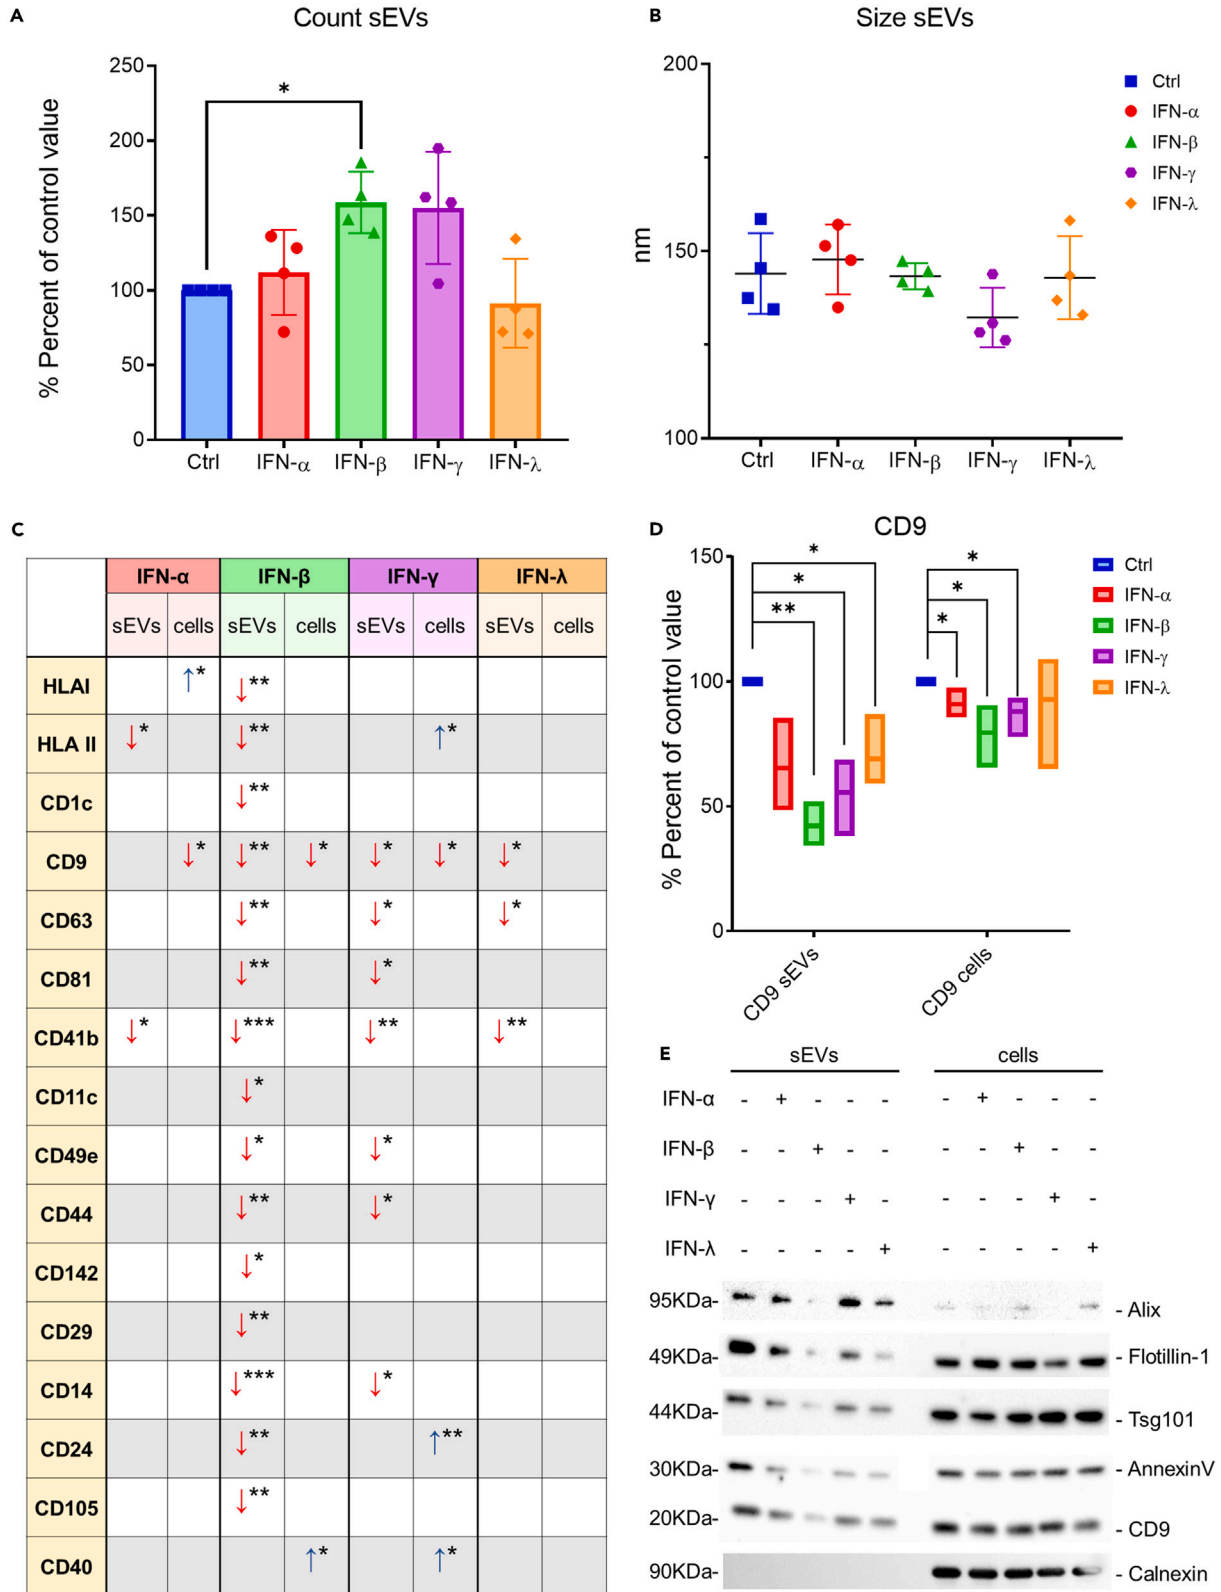 A
Count sEVs
% Percent of control value
250
200
150
100
50
0
*
Ctrl IFN-α IFN-β IFN-γ IFN-λ
B
Size sEVs
nm
200
150
100
Ctrl IFN-α IFN-β IFN-γ IFN-λ
Ctrl
IFN-α
IFN-β
IFN-γ
IFN-λ
C
IFN-α IFN-β IFN-γ IFN-λ
sEVs cells sEVs cells sEVs cells sEVs cells
HLAI ↑* ↓**
HLA II ↓* ↓** ↑*
CD1c ↓**
CD9 ↓* ↓** ↓* ↓* ↓* ↓*
CD63 ↓** ↓* ↓*
CD81 ↓** ↓*
CD41b ↓* ↓*** ↓** ↓**
CD11c ↓*
CD49e ↓* ↓*
CD44 ↓** ↓*
CD142 ↓*
CD29 ↓**
CD14 ↓*** ↓*
CD24 ↓** ↑**
CD105 ↓**
CD40 ↑* ↑*
D
CD9
% Percent of control value
150
100
50
0
*
*
**
*
*
*
CD9 sEVs
CD9 cells
Ctrl
IFN-α
IFN-β
IFN-γ
IFN-λ
E
sEVs cells
IFN-α - + - - - - + - - -
IFN-β - - + - - - - + - -
IFN-γ - - - + - - - - + -
IFN-λ - - - - + - - - - +
95KDa- - Alix
49KDa- - Flotillin-1
44KDa- - Tsg101
30KDa- - AnnexinV
20KDa- - CD9
90KDa- - Calnexin